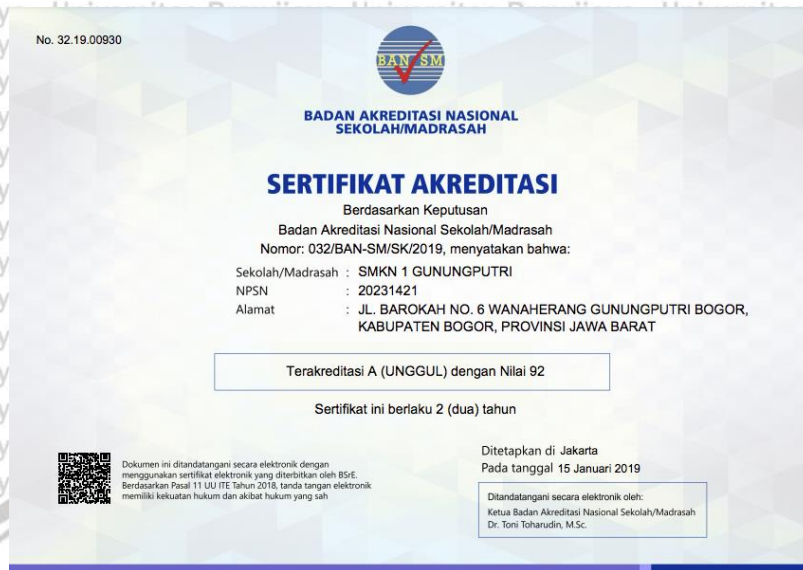 No. 32.19.00930
BAN SM
BADAN AKREDITASI NASIONAL
SEKOLAH/MADRASAH
SERTIFIKAT AKREDITASI
Berdasarkan Keputusan
Badan Akreditasi Nasional Sekolah/Madrasah
Nomor: 032/BAN-SM/SK/2019, menyatakan bahwa:
Sekolah/Madrasah : SMKN 1 GUNUNGPUTRI
NPSN : 20231421
Alamat : JL. BAROKAH NO. 6 WANAHERANG GUNUNGPUTRI BOGOR,
KABUPATEN BOGOR, PROVINSI JAWA BARAT
Terakreditasi A (UNGGUL) dengan Nilai 92
Sertifikat ini berlaku 2 (dua) tahun
Dokumen ini ditandatangani secara elektronik dengan
menggunakan sertifikat elektronik yang diterbitkan oleh BSrE.
Berdasarkan Pasal 11 UU ITE Tahun 2018, tanda tangan elektronik
memiliki kekuatan hukum dan akibat hukum yang sah
Ditetapkan di Jakarta
Pada tanggal 15 Januari 2019
Ditandatangani secara elektronik oleh:
Ketua Badan Akreditasi Nasional Sekolah/Madrasah
Dr. Toni Toharudin, M.Sc.